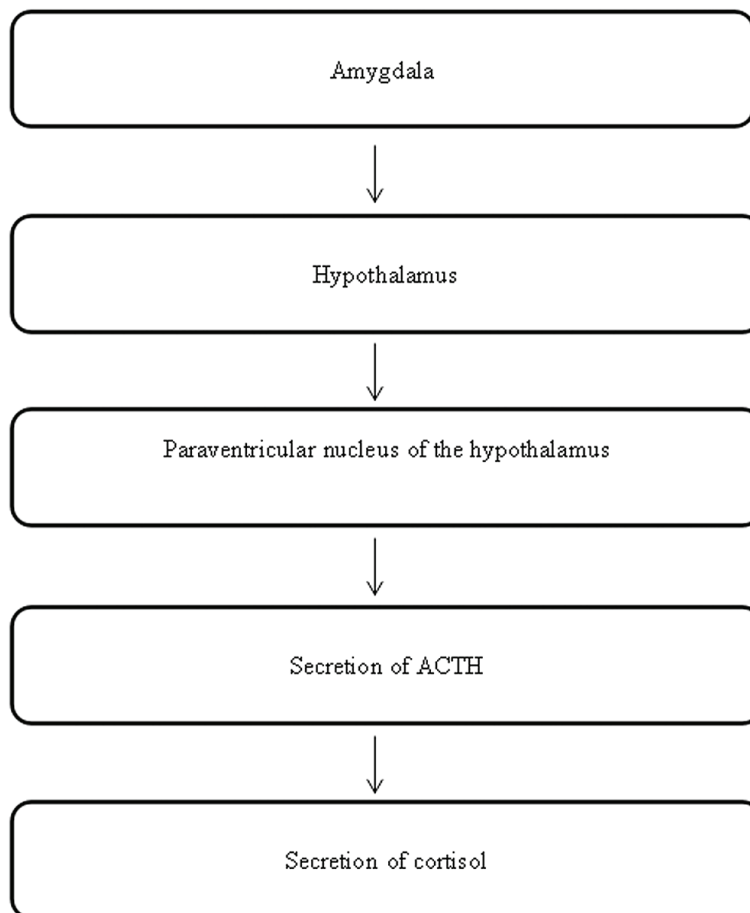 Amygdala
Hypothalamus
Paraventricular nucleus of the hypothalamus
Secretion of ACTH
Secretion of cortisol